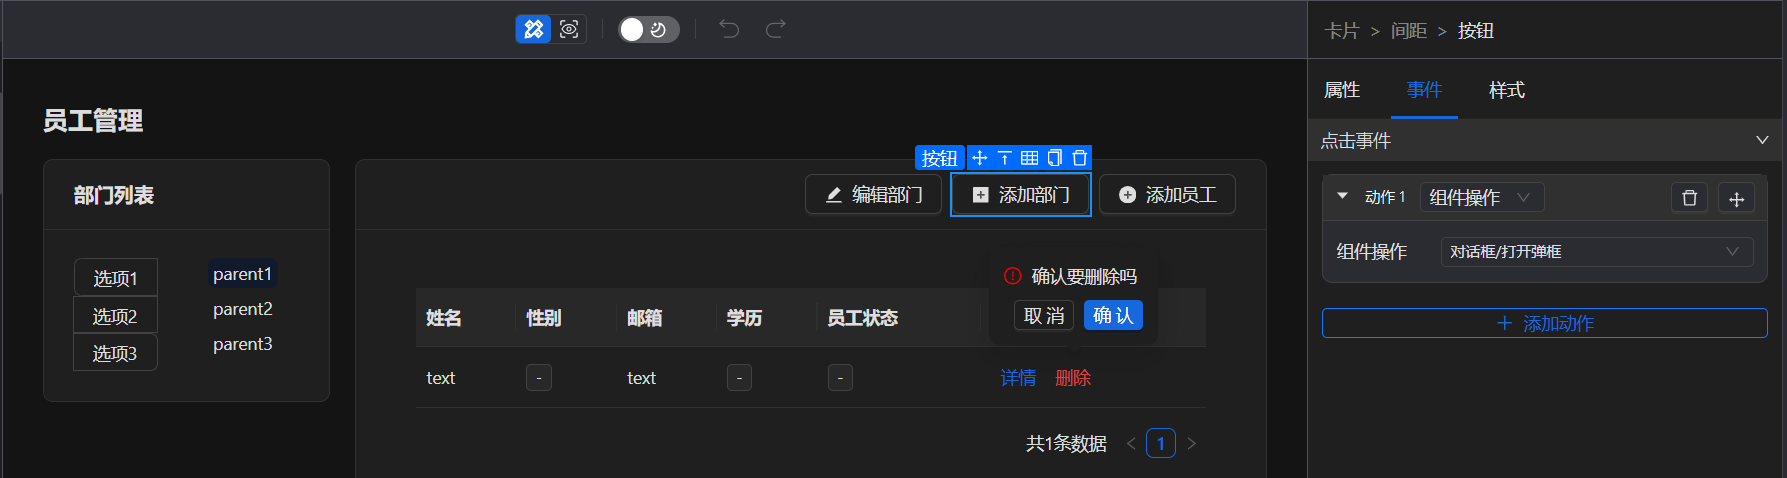 卡片 > 间距 > 按钮
属性 事件 样式
点击事件
动作 1 组件操作
组件操作 对话框/打开弹框
添加动作
员工管理
部门列表
选项1
选项2
选项3
parent1
parent2
parent3
按钮
编辑部门 添加部门 添加员工
确认要删除吗
取 消 确 认
姓名 性别 邮箱 学历 员工状态
text - text - - 详情 删除
共1条数据 < 1 >